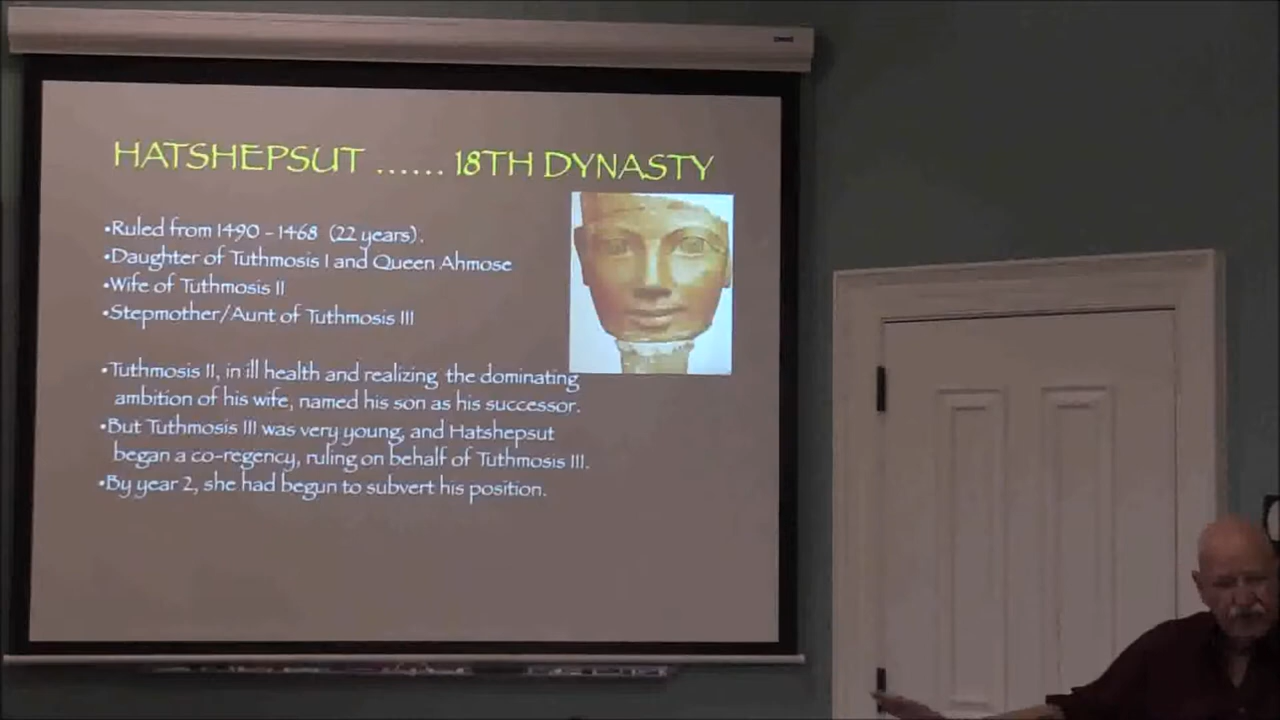 HATSHEPSUT ...... 18TH DYNASTY
•Ruled from 1490 - 1468 (22 years).
•Daughter of Tuthmosis I and Queen Ahmose
•Wife of Tuthmosis II
•Stepmother/Aunt of Tuthmosis III
•Tuthmosis II, in ill health and realizing the dominating
ambition of his wife, named his son as his successor.
•But Tuthmosis III was very young, and Hatshepsut
began a co-regency, ruling on behalf of Tuthmosis III.
•By year 2, she had begun to subvert his position.